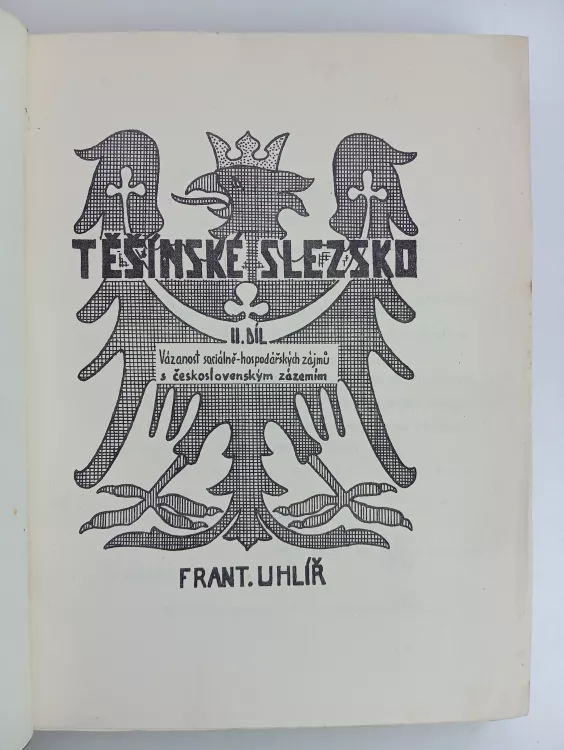 TĚŠÍNSKÉ SLEZSKO
II. DÍL
Vázanost sociálně-hospodářských zájmů
s československým zázemím
FRANT. UHLÍŘ